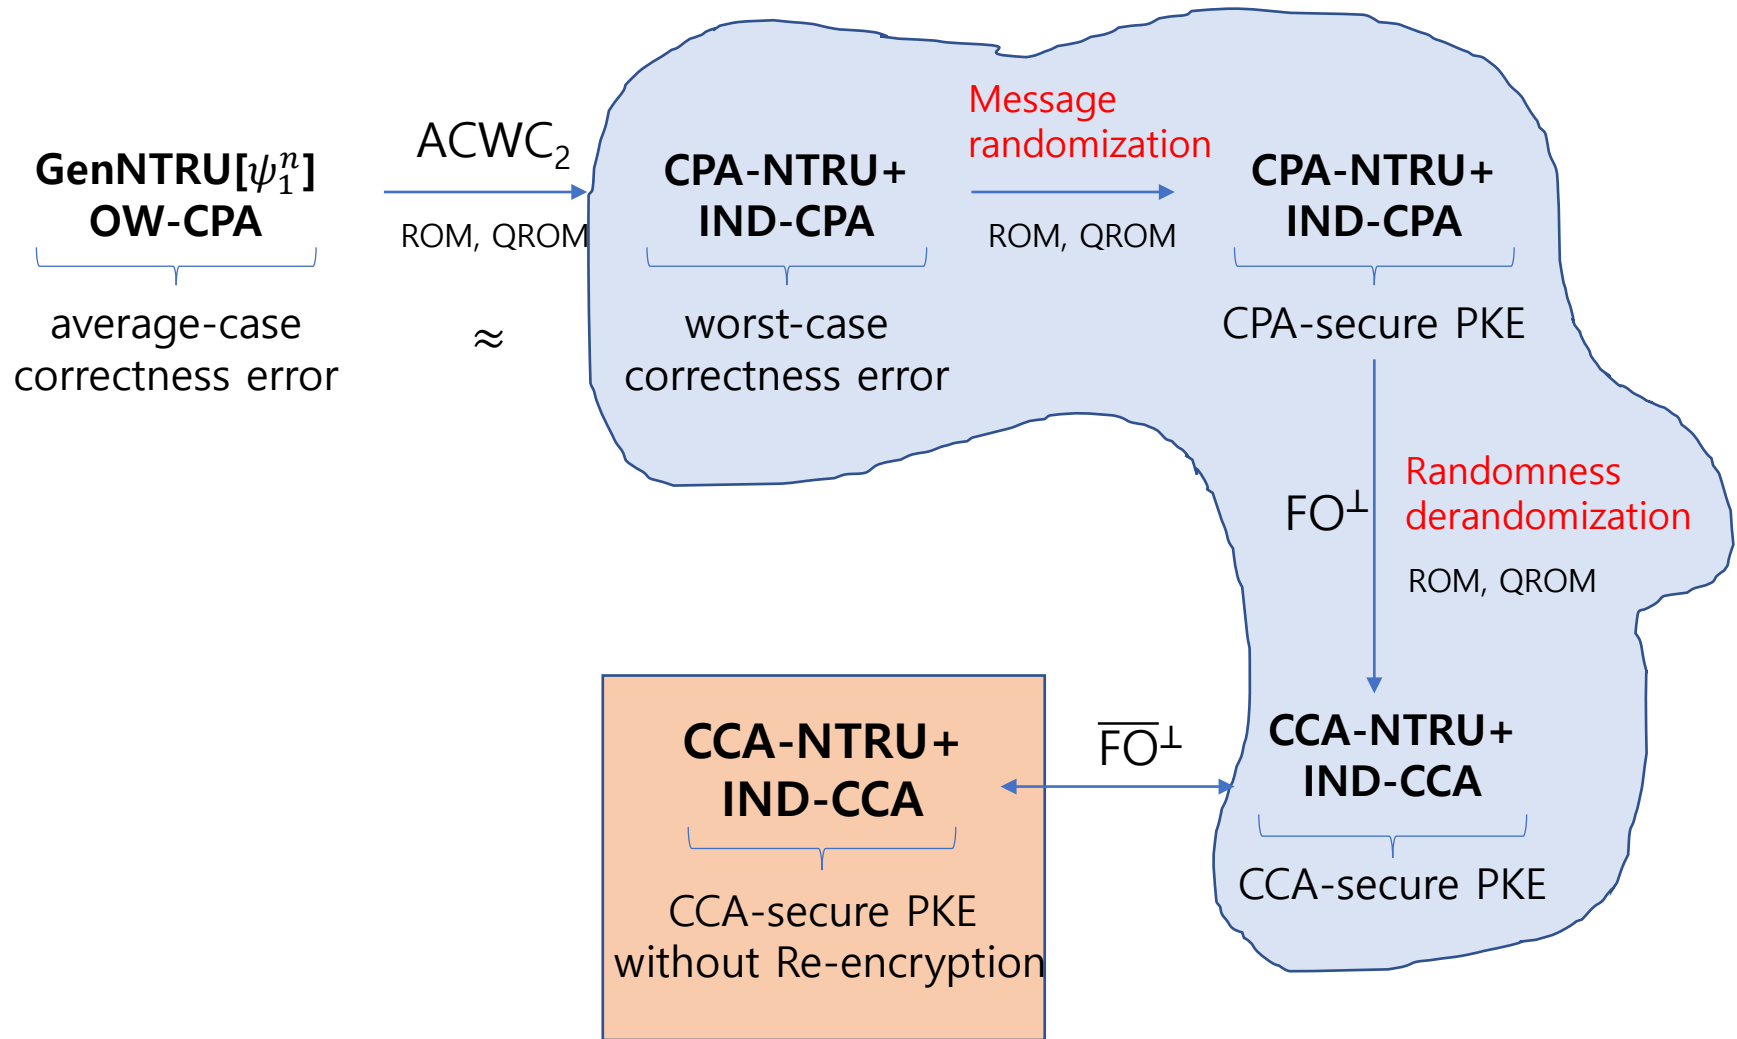 GenNTRU[ψ₁ⁿ]
OW-CPA
average-case
correctness error
ACWC₂
ROM, QROM
≈
CPA-NTRU+
IND-CPA
worst-case
correctness error
Message
randomization
ROM, QROM
CPA-NTRU+
IND-CPA
CPA-secure PKE
FO⊥
Randomness
derandomization
ROM, QROM
CCA-NTRU+
IND-CCA
CCA-secure PKE
F̅O̅⊥
CCA-NTRU+
IND-CCA
CCA-secure PKE
without Re-encryption